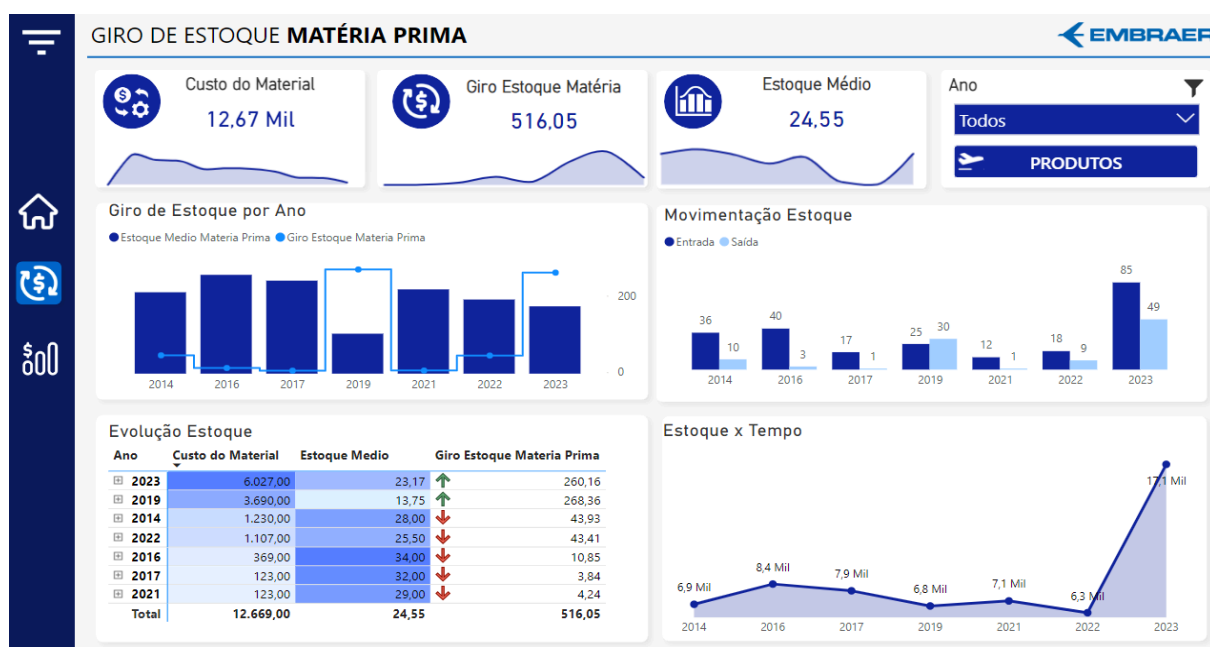 GIRO DE ESTOQUE MATÉRIA PRIMA
EMBRAER
Custo do Material
12,67 Mil
Giro Estoque Matéria
516,05
Estoque Médio
24,55
Ano
Todos
PRODUTOS
Giro de Estoque por Ano
Estoque Medio Materia Prima Giro Estoque Materia Prima
200
0
2014 2016 2017 2019 2021 2022 2023
Movimentação Estoque
Entrada Saída
36 10 40 3 17 1 25 30 12 1 18 9 85 49
2014 2016 2017 2019 2021 2022 2023
Evolução Estoque
Ano Custo do Material Estoque Medio Giro Estoque Materia Prima
2023 6.027,00 23,17 260,16
2019 3.690,00 13,75 268,36
2014 1.230,00 28,00 43,93
2022 1.107,00 25,50 43,41
2016 369,00 34,00 10,85
2017 123,00 32,00 3,84
2021 123,00 29,00 4,24
Total 12.669,00 24,55 516,05
Estoque x Tempo
6,9 Mil 8,4 Mil 7,9 Mil 6,8 Mil 7,1 Mil 6,3 Mil 17,1 Mil
2014 2016 2017 2019 2021 2022 2023